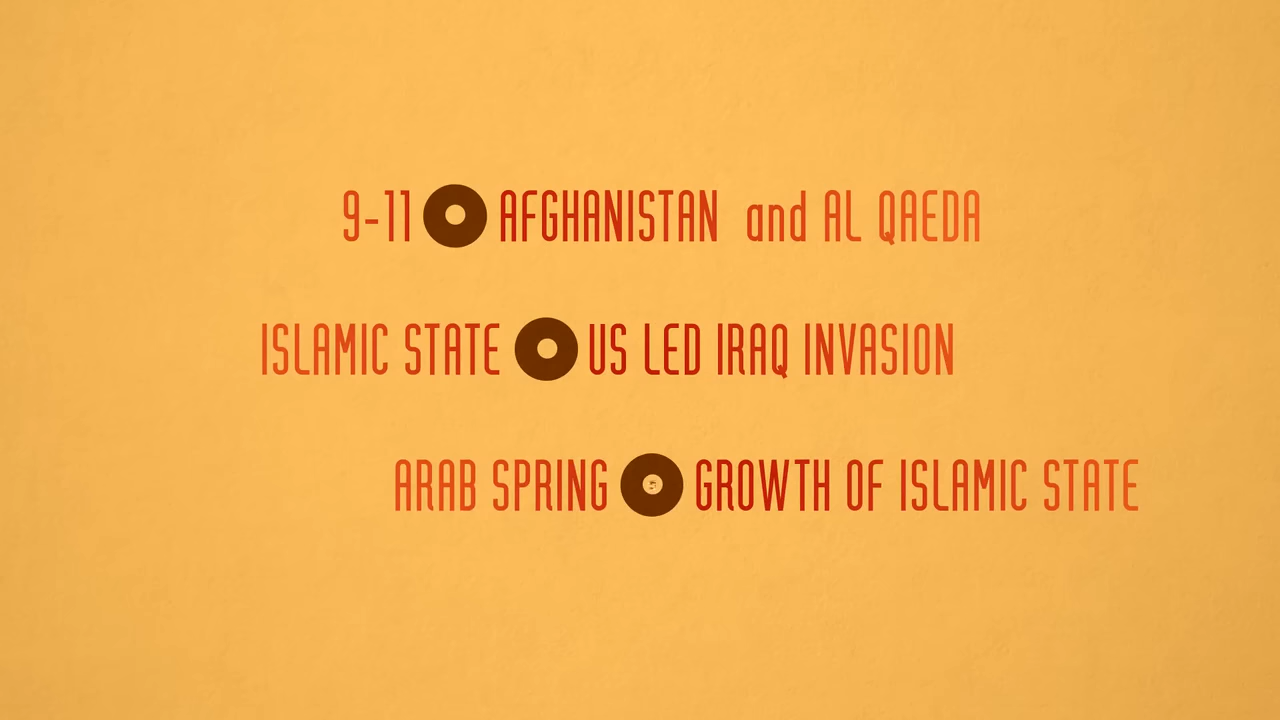 9-11 AFGHANISTAN and AL QAEDA
ISLAMIC STATE US LED IRAQ INVASION
ARAB SPRING GROWTH OF ISLAMIC STATE